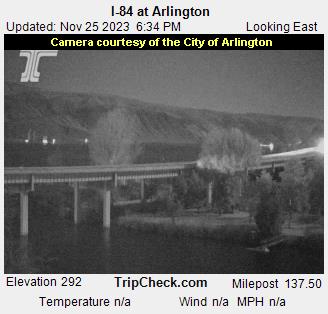 I-84 at Arlington
Updated: Nov 25 2023 6:34 PM Looking East
Camera courtesy of the City of Arlington
Elevation 292 TripCheck.com Milepost 137.50
Temperature n/a Wind n/a MPH n/a